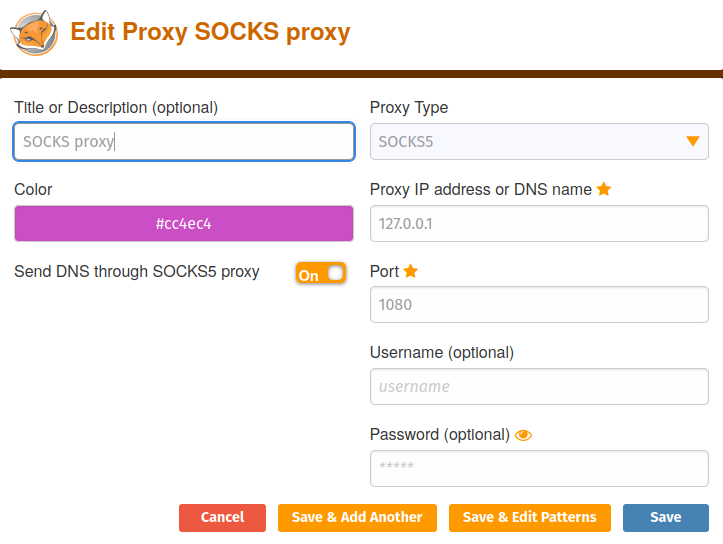 Edit Proxy SOCKS proxy
Title or Description (optional)
SOCKS proxy
Color
#cc4ec4
Send DNS through SOCKS5 proxy
On
Proxy Type
SOCKS5
Proxy IP address or DNS name
127.0.0.1
Port
1080
Username (optional)
username
Password (optional)
*****
Cancel
Save & Add Another
Save & Edit Patterns
Save